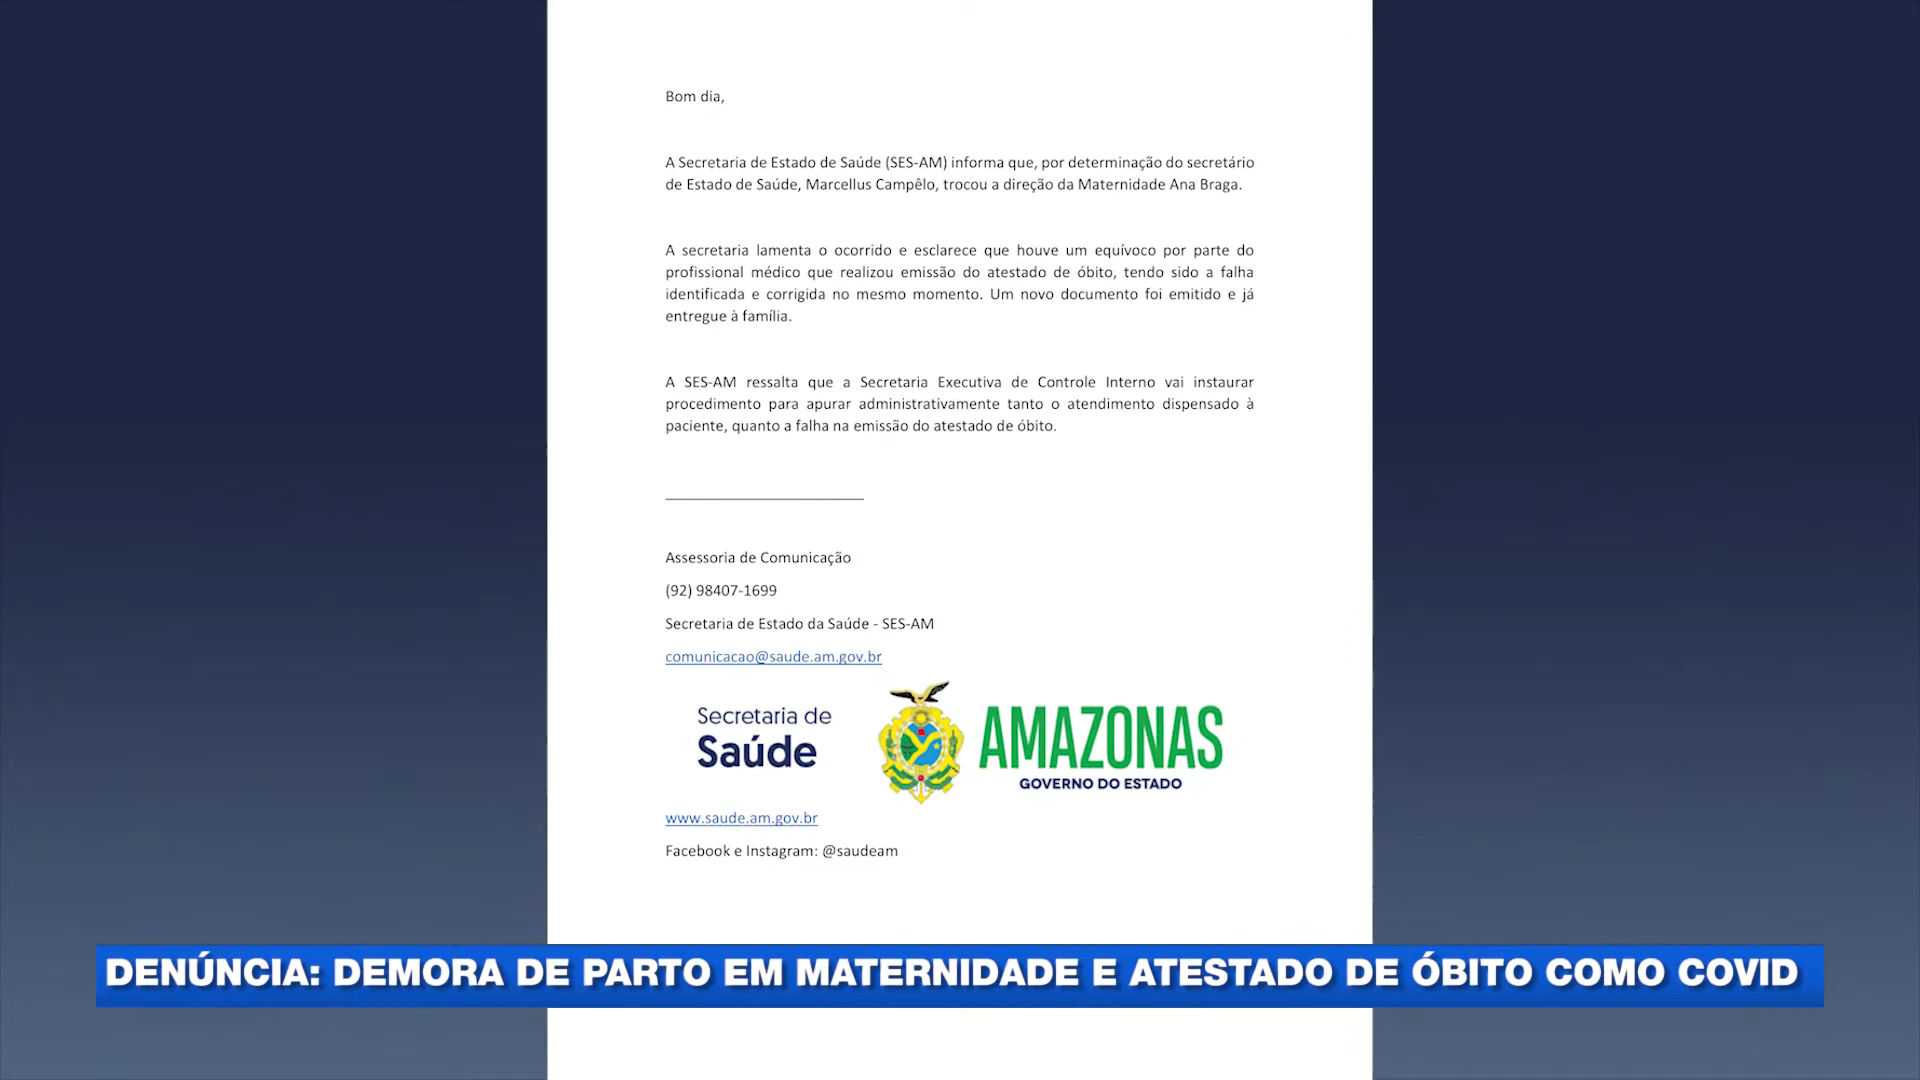 Bom dia,
A Secretaria de Estado de Saúde (SES-AM) informa que, por determinação do secretário
de Estado de Saúde, Marcellus Campêlo, trocou a direção da Maternidade Ana Braga.
A secretaria lamenta o ocorrido e esclarece que houve um equívoco por parte do
profissional médico que realizou emissão do atestado de óbito, tendo sido a falha
identificada e corrigida no mesmo momento. Um novo documento foi emitido e já
entregue à família.
A SES-AM ressalta que a Secretaria Executiva de Controle Interno vai instaurar
procedimento para apurar administrativamente tanto o atendimento dispensado à
paciente, quanto a falha na emissão do atestado de óbito.
Assessoria de Comunicação
(92) 98407-1699
Secretaria de Estado da Saúde - SES-AM
comunicacao@saude.am.gov.br
Secretaria de
Saúde
AMAZONAS
GOVERNO DO ESTADO
www.saude.am.gov.br
Facebook e Instagram: @saudeam
DENÚNCIA: DEMORA DE PARTO EM MATERNIDADE E ATESTADO DE ÓBITO COMO COVID